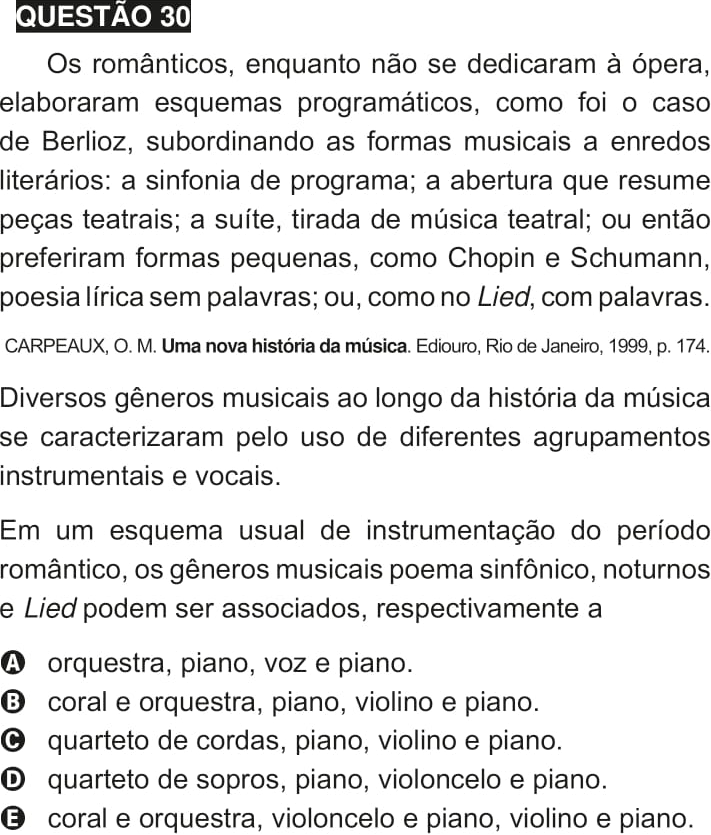 QUESTÃO 30
Os românticos, enquanto não se dedicaram à ópera,
elaboraram esquemas programáticos, como foi o caso
de Berlioz, subordinando as formas musicais a enredos
literários: a sinfonia de programa; a abertura que resume
peças teatrais; a suíte, tirada de música teatral; ou então
preferiram formas pequenas, como Chopin e Schumann,
poesia lírica sem palavras; ou, como no Lied, com palavras.
CARPEAUX, O. M. Uma nova história da música. Ediouro, Rio de Janeiro, 1999, p. 174.
Diversos gêneros musicais ao longo da história da música
se caracterizaram pelo uso de diferentes agrupamentos
instrumentais e vocais.
Em um esquema usual de instrumentação do período
romântico, os gêneros musicais poema sinfônico, noturnos
e Lied podem ser associados, respectivamente a
A orquestra, piano, voz e piano.
B coral e orquestra, piano, violino e piano.
C quarteto de cordas, piano, violino e piano.
D quarteto de sopros, piano, violoncelo e piano.
E coral e orquestra, violoncelo e piano, violino e piano.